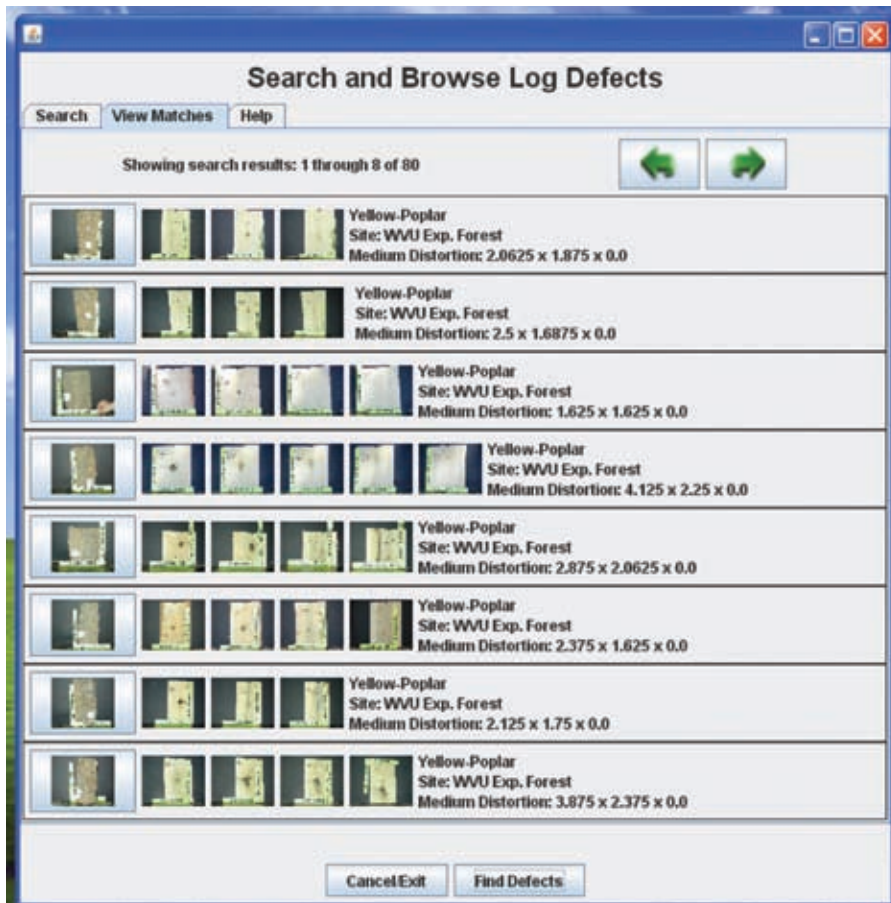 Search and Browse Log Defects
Search View Matches Help
Showing search results: 1 through 8 of 80
Yellow-Poplar
Site: WVU Exp. Forest
Medium Distortion: 2.0625 x 1.875 x 0.0
Yellow-Poplar
Site: WVU Exp. Forest
Medium Distortion: 2.5 x 1.6875 x 0.0
Yellow-Poplar
Site: WVU Exp. Forest
Medium Distortion: 1.625 x 1.625 x 0.0
Yellow-Poplar
Site: WVU Exp. Forest
Medium Distortion: 4.125 x 2.25 x 0.0
Yellow-Poplar
Site: WVU Exp. Forest
Medium Distortion: 2.875 x 2.0625 x 0.0
Yellow-Poplar
Site: WVU Exp. Forest
Medium Distortion: 2.375 x 1.625 x 0.0
Yellow-Poplar
Site: WVU Exp. Forest
Medium Distortion: 2.125 x 1.75 x 0.0
Yellow-Poplar
Site: WVU Exp. Forest
Medium Distortion: 3.875 x 2.375 x 0.0
Cancel/Exit Find Defects